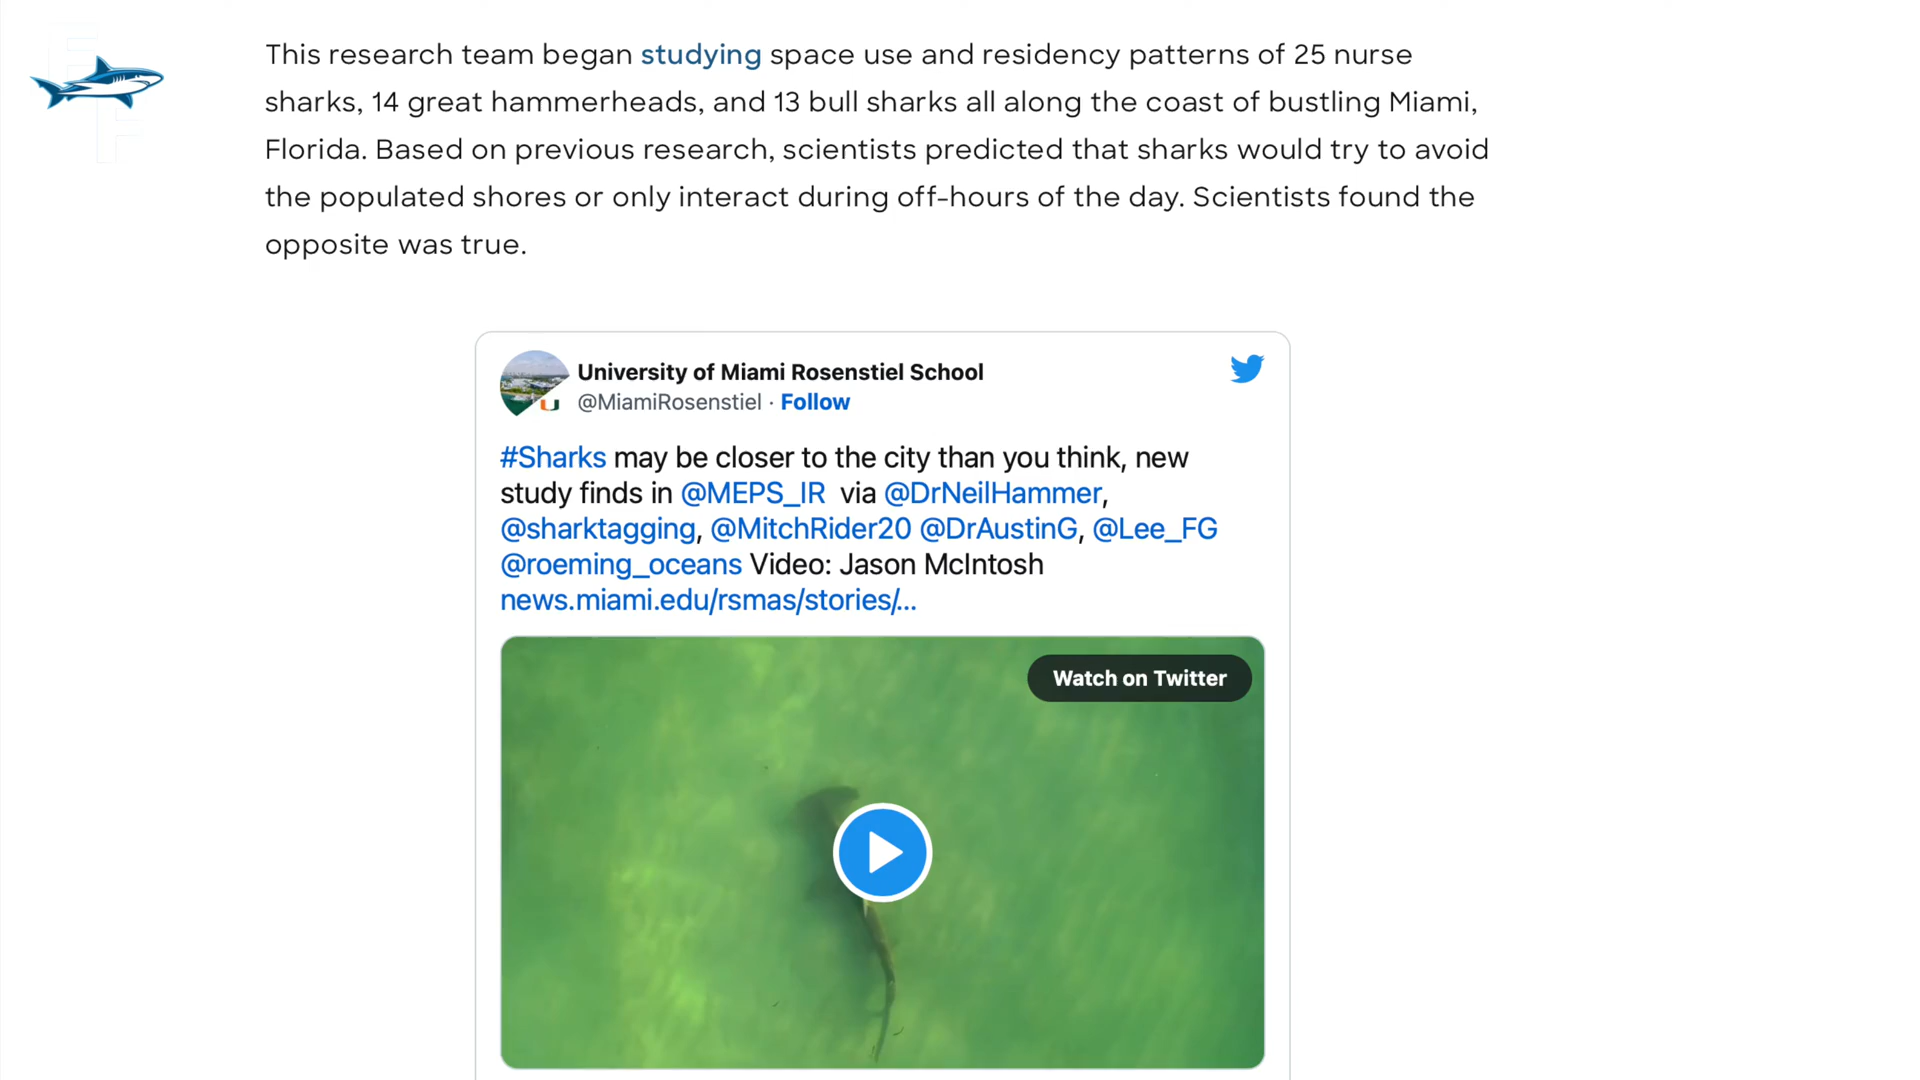 This research team began studying space use and residency patterns of 25 nurse
sharks, 14 great hammerheads, and 13 bull sharks all along the coast of bustling Miami,
Florida. Based on previous research, scientists predicted that sharks would try to avoid
the populated shores or only interact during off-hours of the day. Scientists found the
opposite was true.
University of Miami Rosenstiel School
@MiamiRosenstiel · Follow
#Sharks may be closer to the city than you think, new
study finds in @MEPS_IR via @DrNeilHammer,
@sharktagging, @MitchRider20 @DrAustinG, @Lee_FG
@roeming_oceans Video: Jason McIntosh
news.miami.edu/rsmas/stories/...
Watch on Twitter